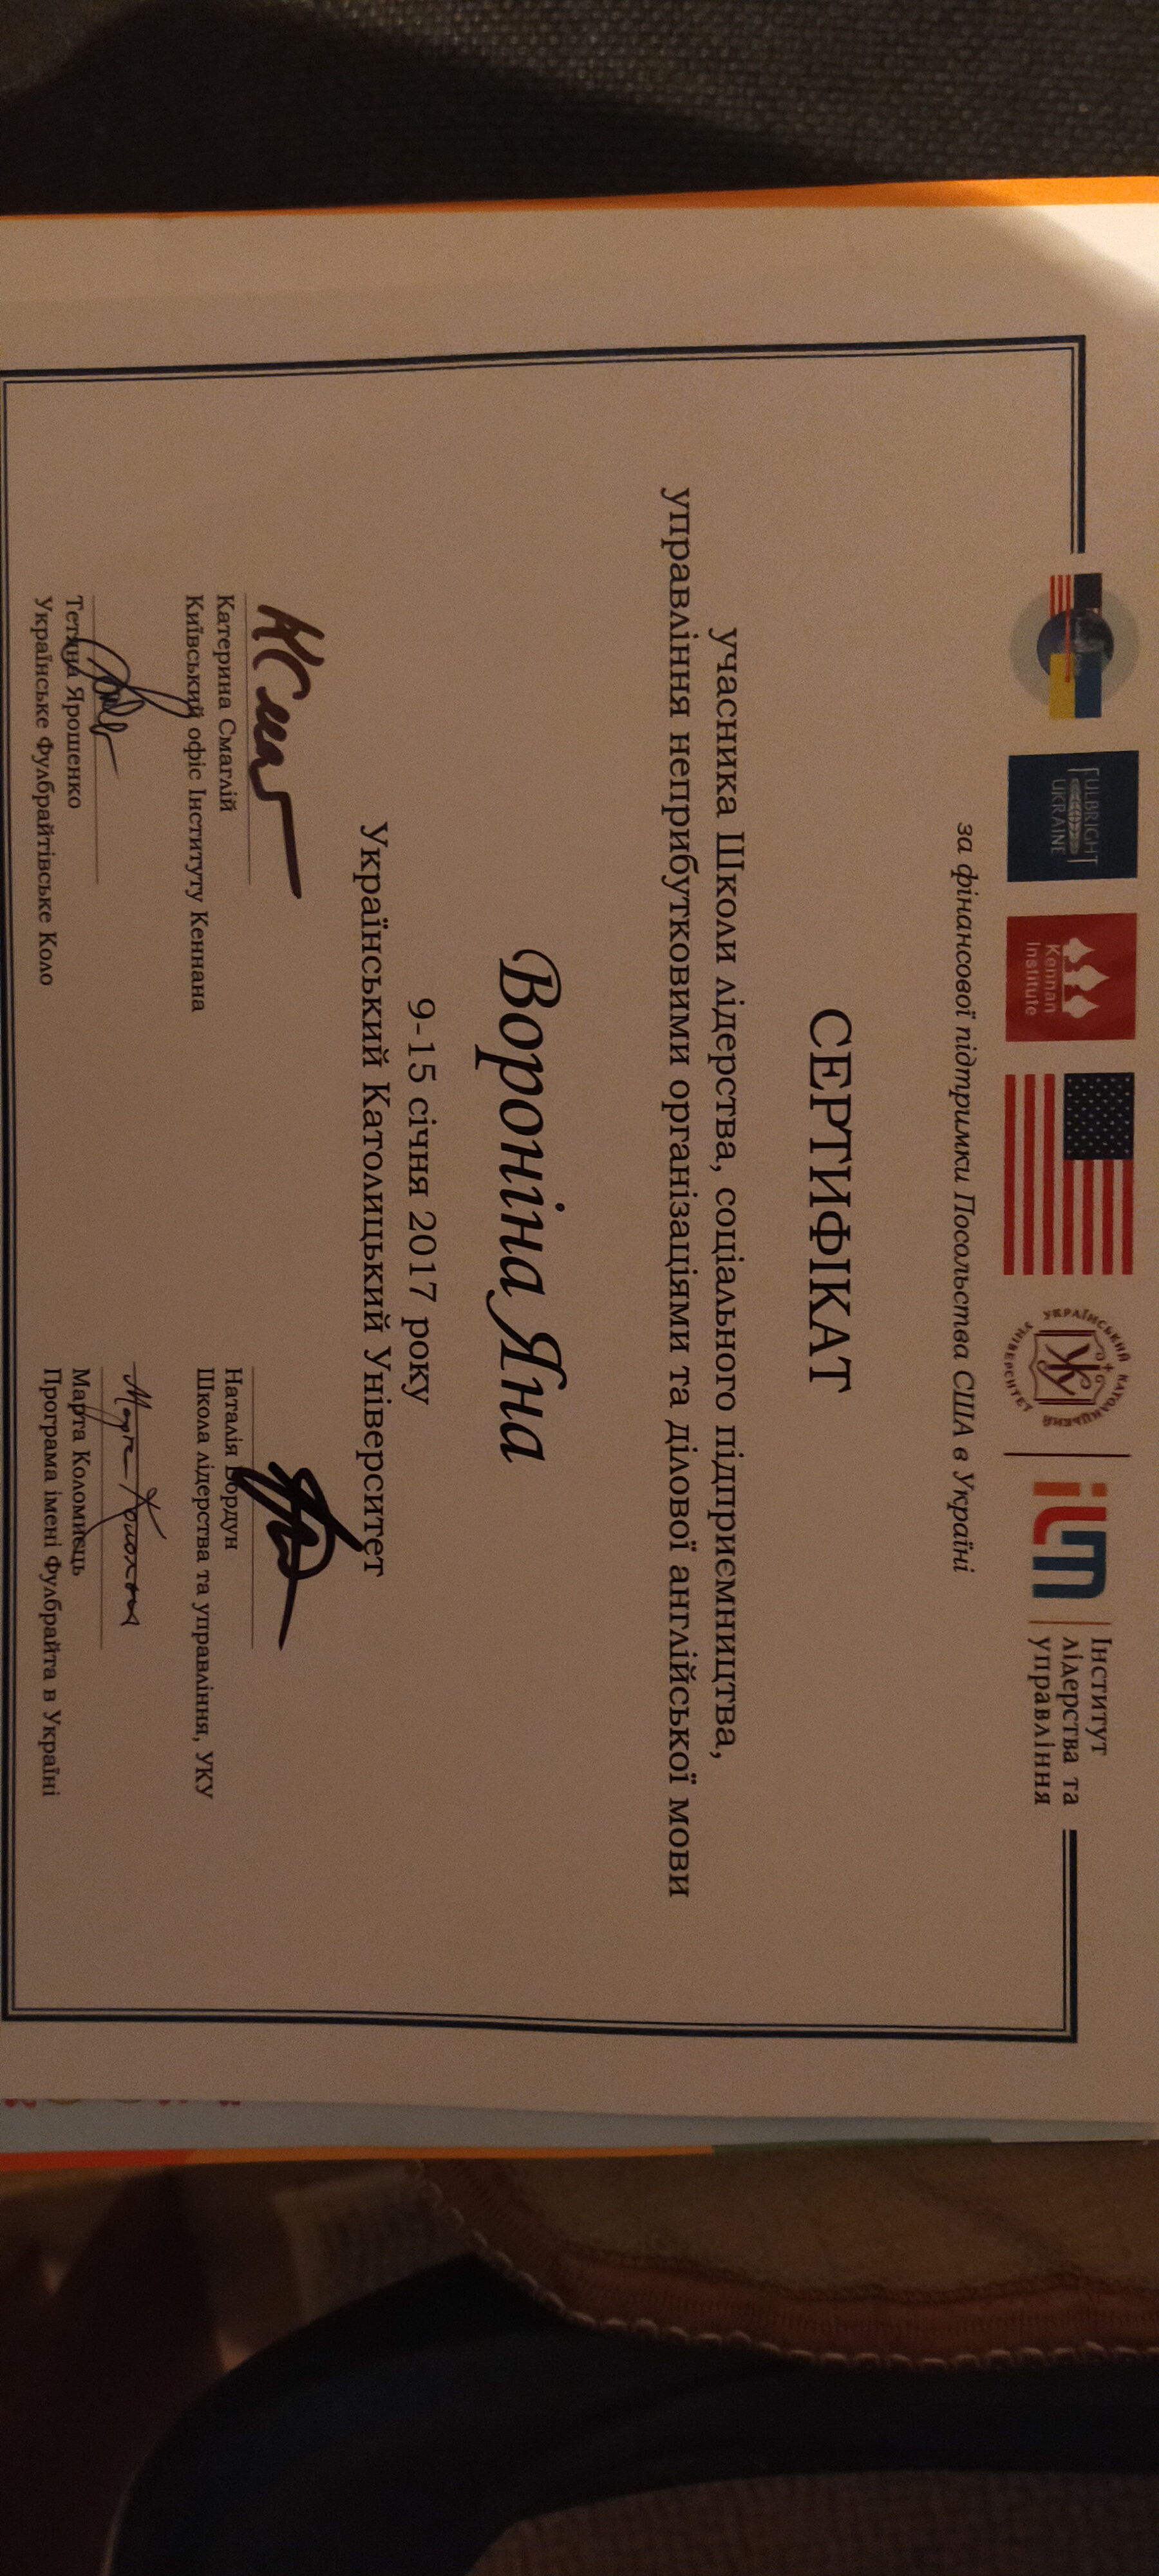 FULBRIGHT
UKRAINE
Kennan
Institute
УКРАЇНСЬКИЙ КАТОЛИЦЬКИЙ УНІВЕРСИТЕТ
УКУ
ilm
Інститут
лідерства та
управління
за фінансової підтримки Посольства США в Україні
СЕРТИФІКАТ
учасника Школи лідерства, соціального підприємництва,
управління неприбутковими організаціями та ділової англійської мови
Вороніна Яна
9-15 січня 2017 року
Український Католицький Університет
Катерина Смаглій
Київський офіс Інституту Кеннана
Наталія Бордун
Школа лідерства та управління, УКУ
Тетяна Ярошенко
Українське Фулбрайтівське Коло
Марта Коломиєць
Програма імені Фулбрайта в Україні